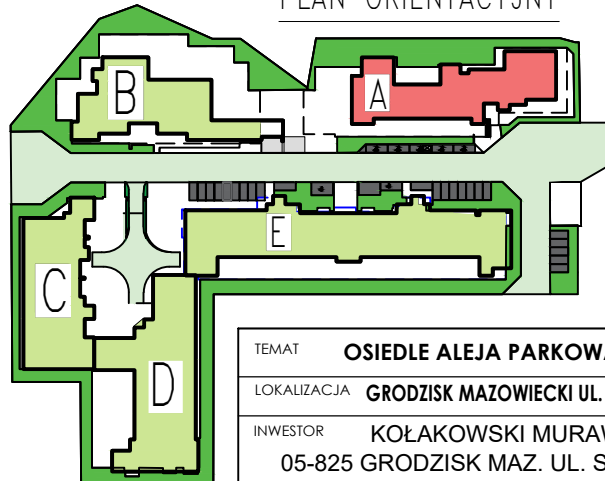 PLAN ORIENTACYJNY
B
A
E
C
D
TEMAT OSIEDLE ALEJA PARKOWA
LOKALIZACJA GRODZISK MAZOWIECKI UL.
INWESTOR KOŁAKOWSKI MURAW
05-825 GRODZISK MAZ. UL. S